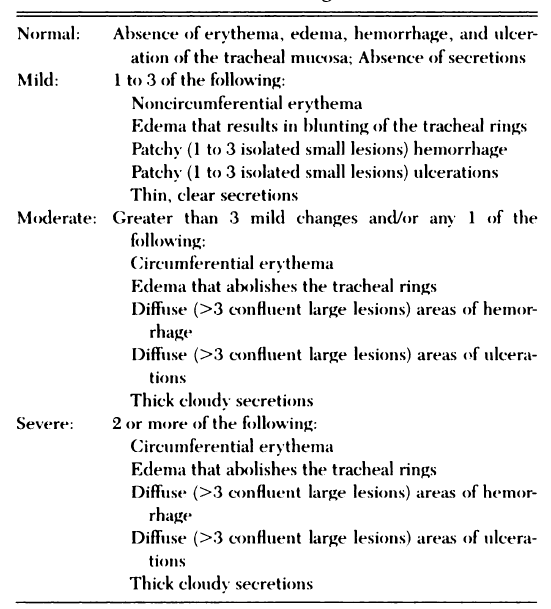 Normal: Absence of erythema, edema, hemorrhage, and ulcer-
ation of the tracheal mucosa; Absence of secretions
Mild: 1 to 3 of the following:
Noncircumferential erythema
Edema that results in blunting of the tracheal rings
Patchy (1 to 3 isolated small lesions) hemorrhage
Patchy (1 to 3 isolated small lesions) ulcerations
Thin, clear secretions
Moderate: Greater than 3 mild changes and/or any 1 of the
following:
Circumferential erythema
Edema that abolishes the tracheal rings
Diffuse (>3 confluent large lesions) areas of hemor-
rhage
Diffuse (>3 confluent large lesions) areas of ulcera-
tions
Thick cloudy secretions
Severe: 2 or more of the following:
Circumferential erythema
Edema that abolishes the tracheal rings
Diffuse (>3 confluent large lesions) areas of hemor-
rhage
Diffuse (>3 confluent large lesions) areas of ulcera-
tions
Thick cloudy secretions